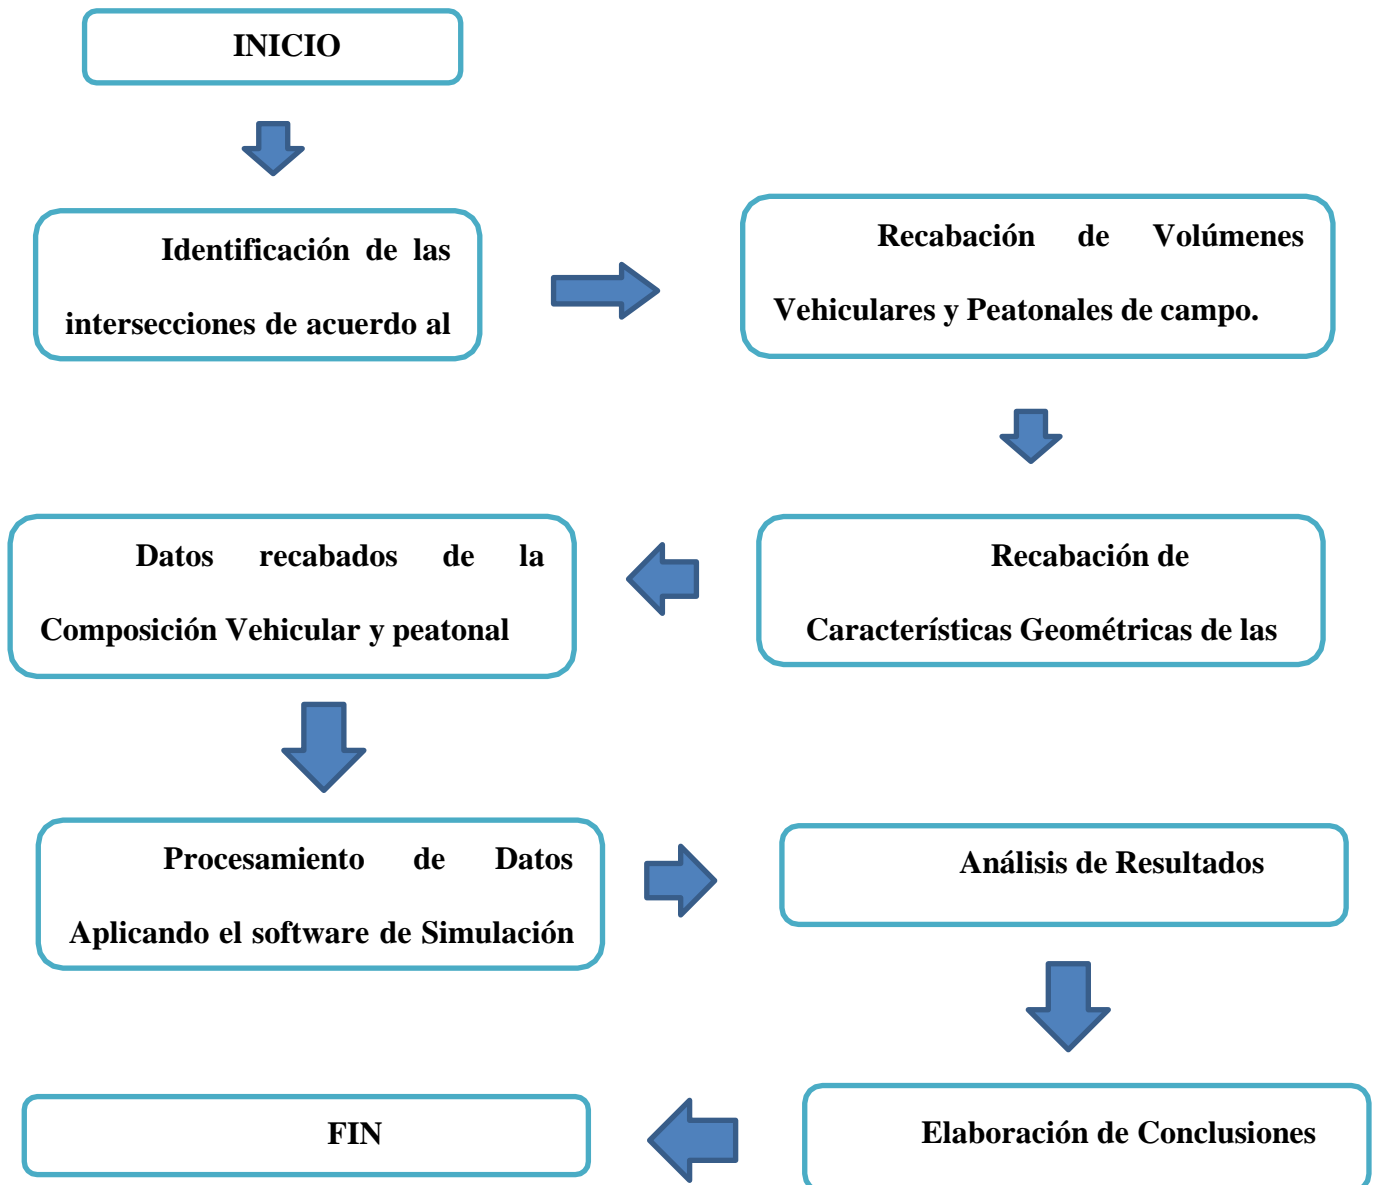 INICIO
Identificación de las
intersecciones de acuerdo al
Recabación de Volúmenes
Vehiculares y Peatonales de campo.
Recabación de
Características Geométricas de las
Datos recabados de la
Composición Vehicular y peatonal
Procesamiento de Datos
Aplicando el software de Simulación
Análisis de Resultados
Elaboración de Conclusiones
FIN